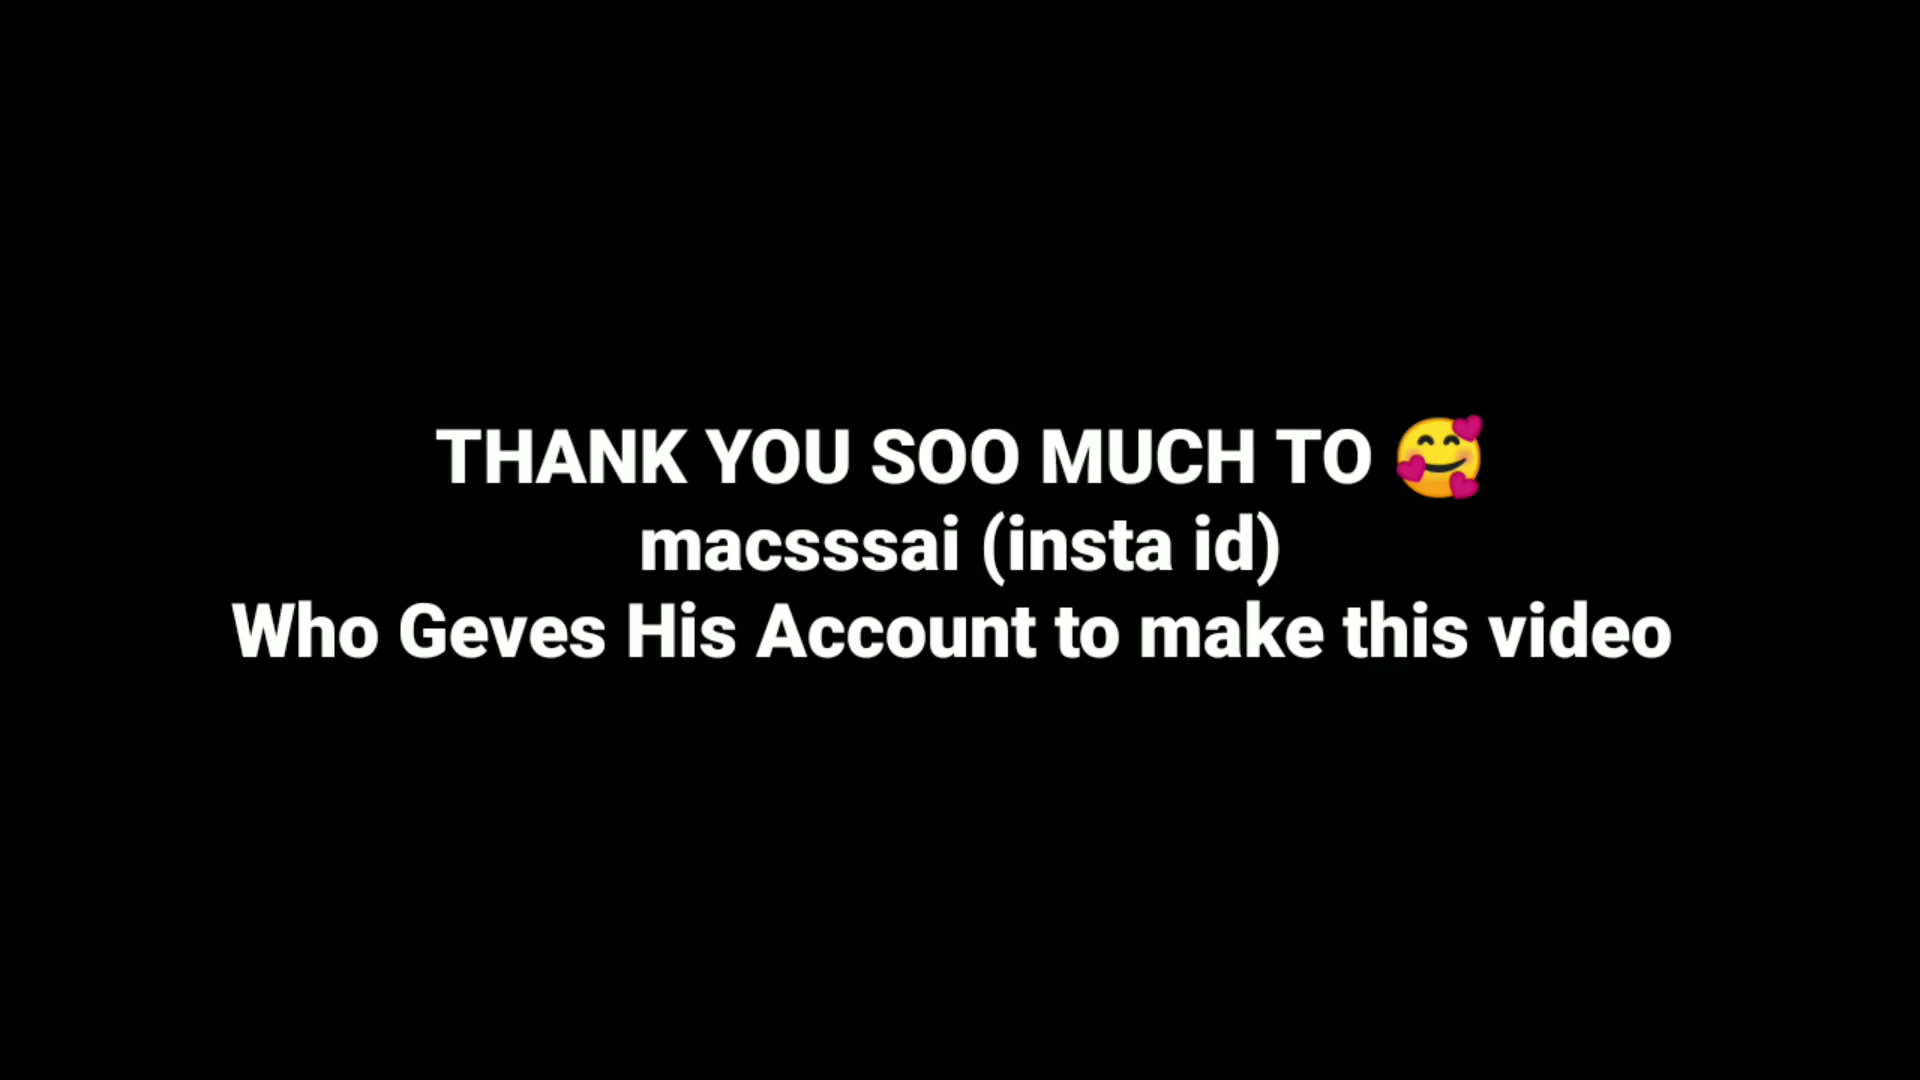 THANK YOU SOO MUCH TO 🥰
macsssai (insta id)
Who Geves His Account to make this video